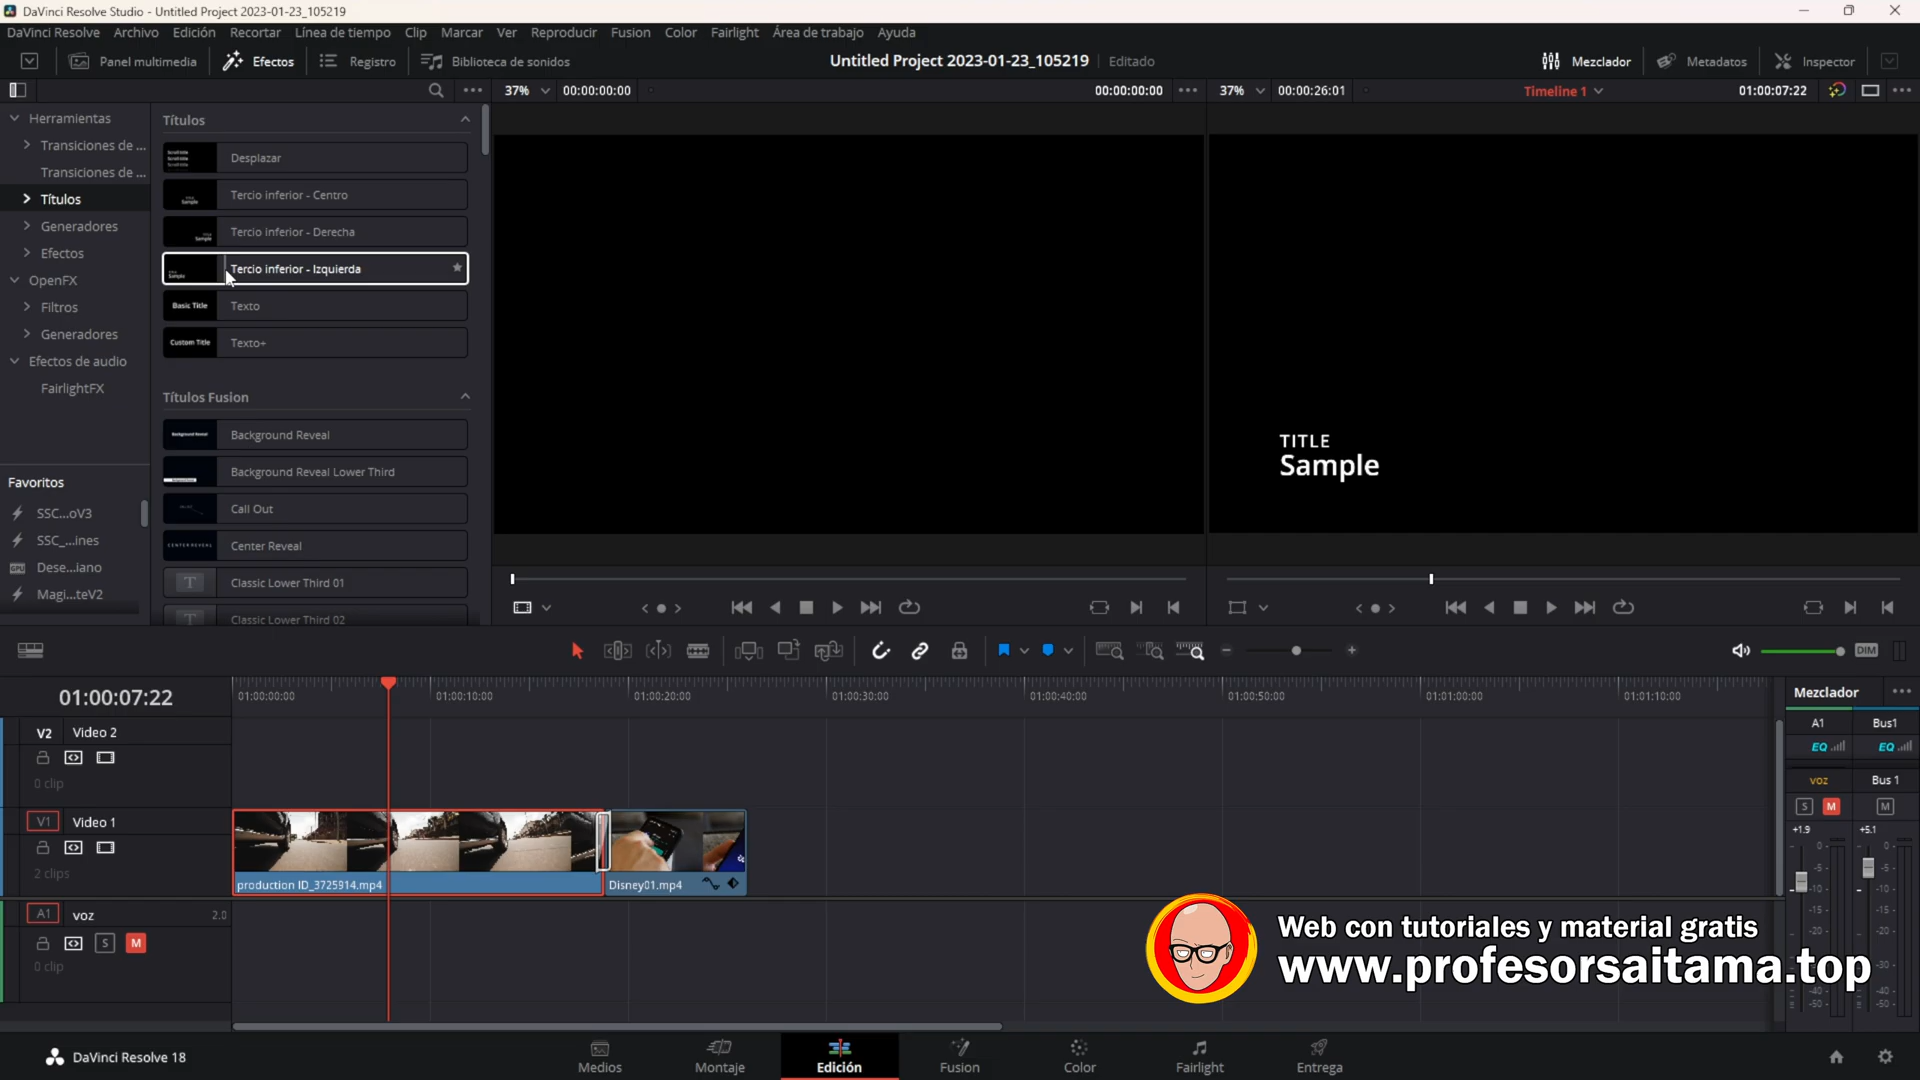 DaVinci Resolve Studio - Untitled Project 2023-01-23_105219
DaVinci Resolve Archivo Edición Recortar Línea de tiempo Clip Marcar Ver Reproducir Fusion Color Fairlight Área de trabajo Ayuda
Panel multimedia Efectos Registro Biblioteca de sonidos Untitled Project 2023-01-23_105219 Editado Mezclador Metadatos Inspector
37% 00:00:00:00 00:00:00:00 37% 00:00:26:01 Timeline 1 01:00:07:22
Herramientas
Transiciones de ...
Transiciones de ...
Títulos
Generadores
Efectos
OpenFX
Filtros
Generadores
Efectos de audio
FairlightFX
Favoritos
SSC...oV3
SSC_...ines
Dese...iano
Magi...teV2
Títulos
Desplazar
Tercio inferior - Centro
Tercio inferior - Derecha
Tercio inferior - Izquierda
Basic Title Texto
Custom Title Texto+
Títulos Fusion
Background Reveal
Background Reveal Lower Third
Call Out
Center Reveal
T Classic Lower Third 01
T Classic Lower Third 02
TITLE
Sample
DIM
01:00:07:22
01:00:00:00 01:00:10:00 01:00:20:00 01:00:30:00 01:00:40:00 01:00:50:00 01:01:00:00 01:01:10:00
V2 Video 2
0 clip
V1 Video 1
2 clips
production ID_3725914.mp4 Disney01.mp4
A1 voz 2.0
S M
0 clip
Mezclador
A1 Bus1
EQ EQ
voz Bus 1
S M M
+1.9 +5.1
Web con tutoriales y material gratis
www.profesorsaitama.top
DaVinci Resolve 18
Medios Montaje Edición Fusion Color Fairlight Entrega